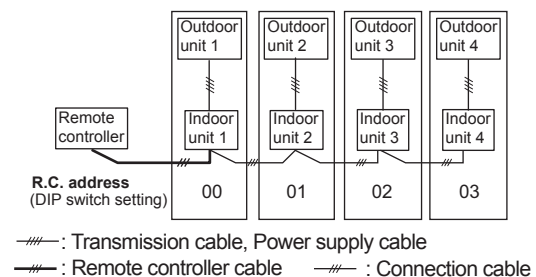 Outdoor
unit 1
Outdoor
unit 2
Outdoor
unit 3
Outdoor
unit 4
Remote
controller
Indoor
unit 1
Indoor
unit 2
Indoor
unit 3
Indoor
unit 4
R.C. address
(DIP switch setting)
00
01
02
03
: Transmission cable, Power supply cable
: Remote controller cable
: Connection cable